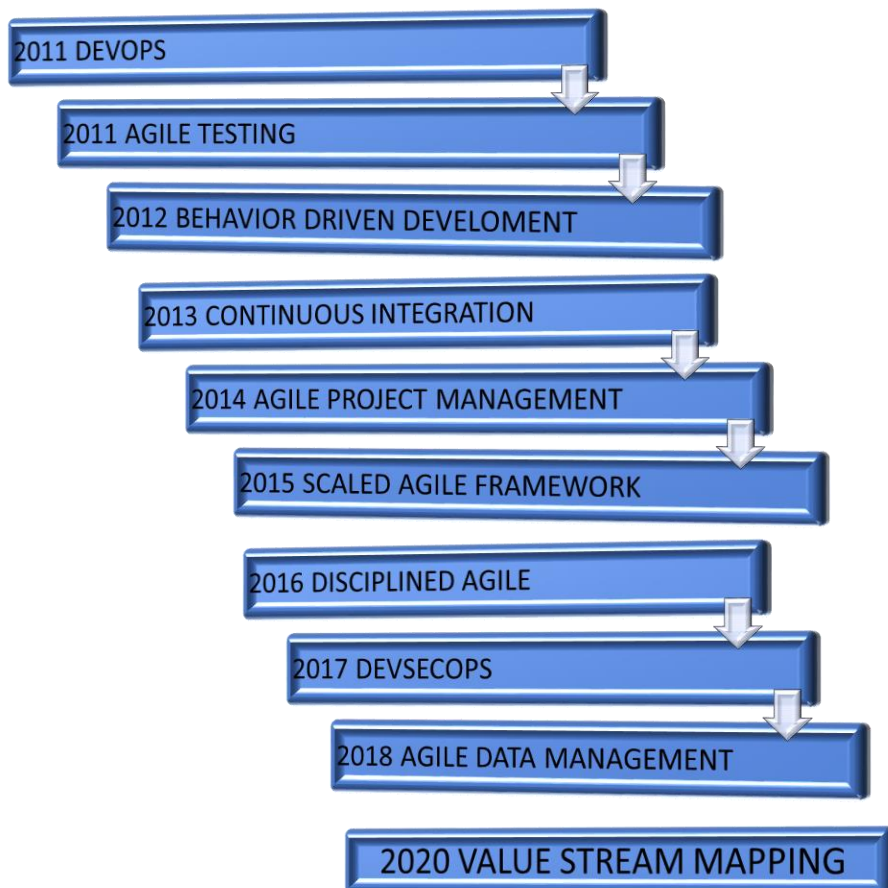 2011 DEVOPS
2011 AGILE TESTING
2012 BEHAVIOR DRIVEN DEVELOMENT
2013 CONTINUOUS INTEGRATION
2014 AGILE PROJECT MANAGEMENT
2015 SCALED AGILE FRAMEWORK
2016 DISCIPLINED AGILE
2017 DEVSECOPS
2018 AGILE DATA MANAGEMENT
2020 VALUE STREAM MAPPING